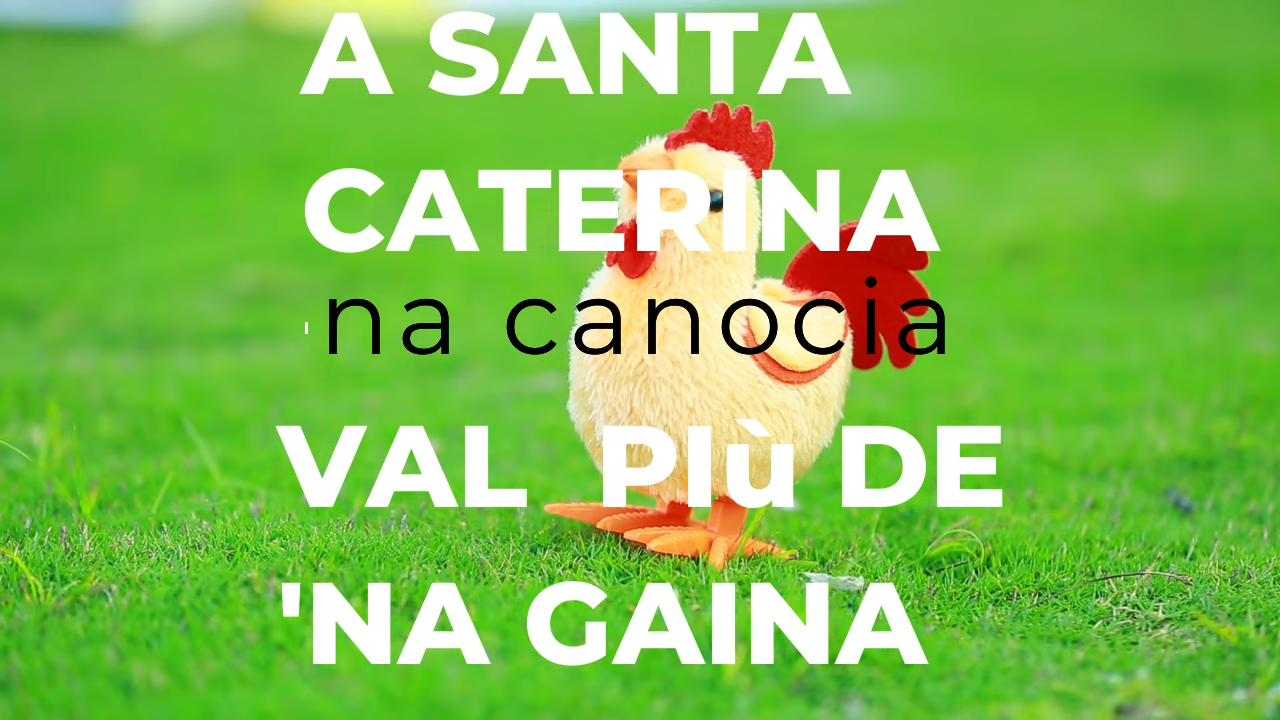 A SANTA
CATERINA
'na canocia
VAL PIù DE
'NA GAINA